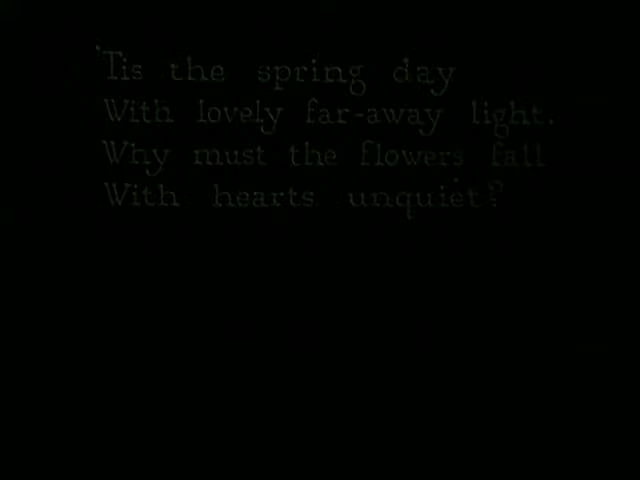 'Tis the spring day
With lovely far-away light.
Why must the flowers fall
With hearts unquiet?